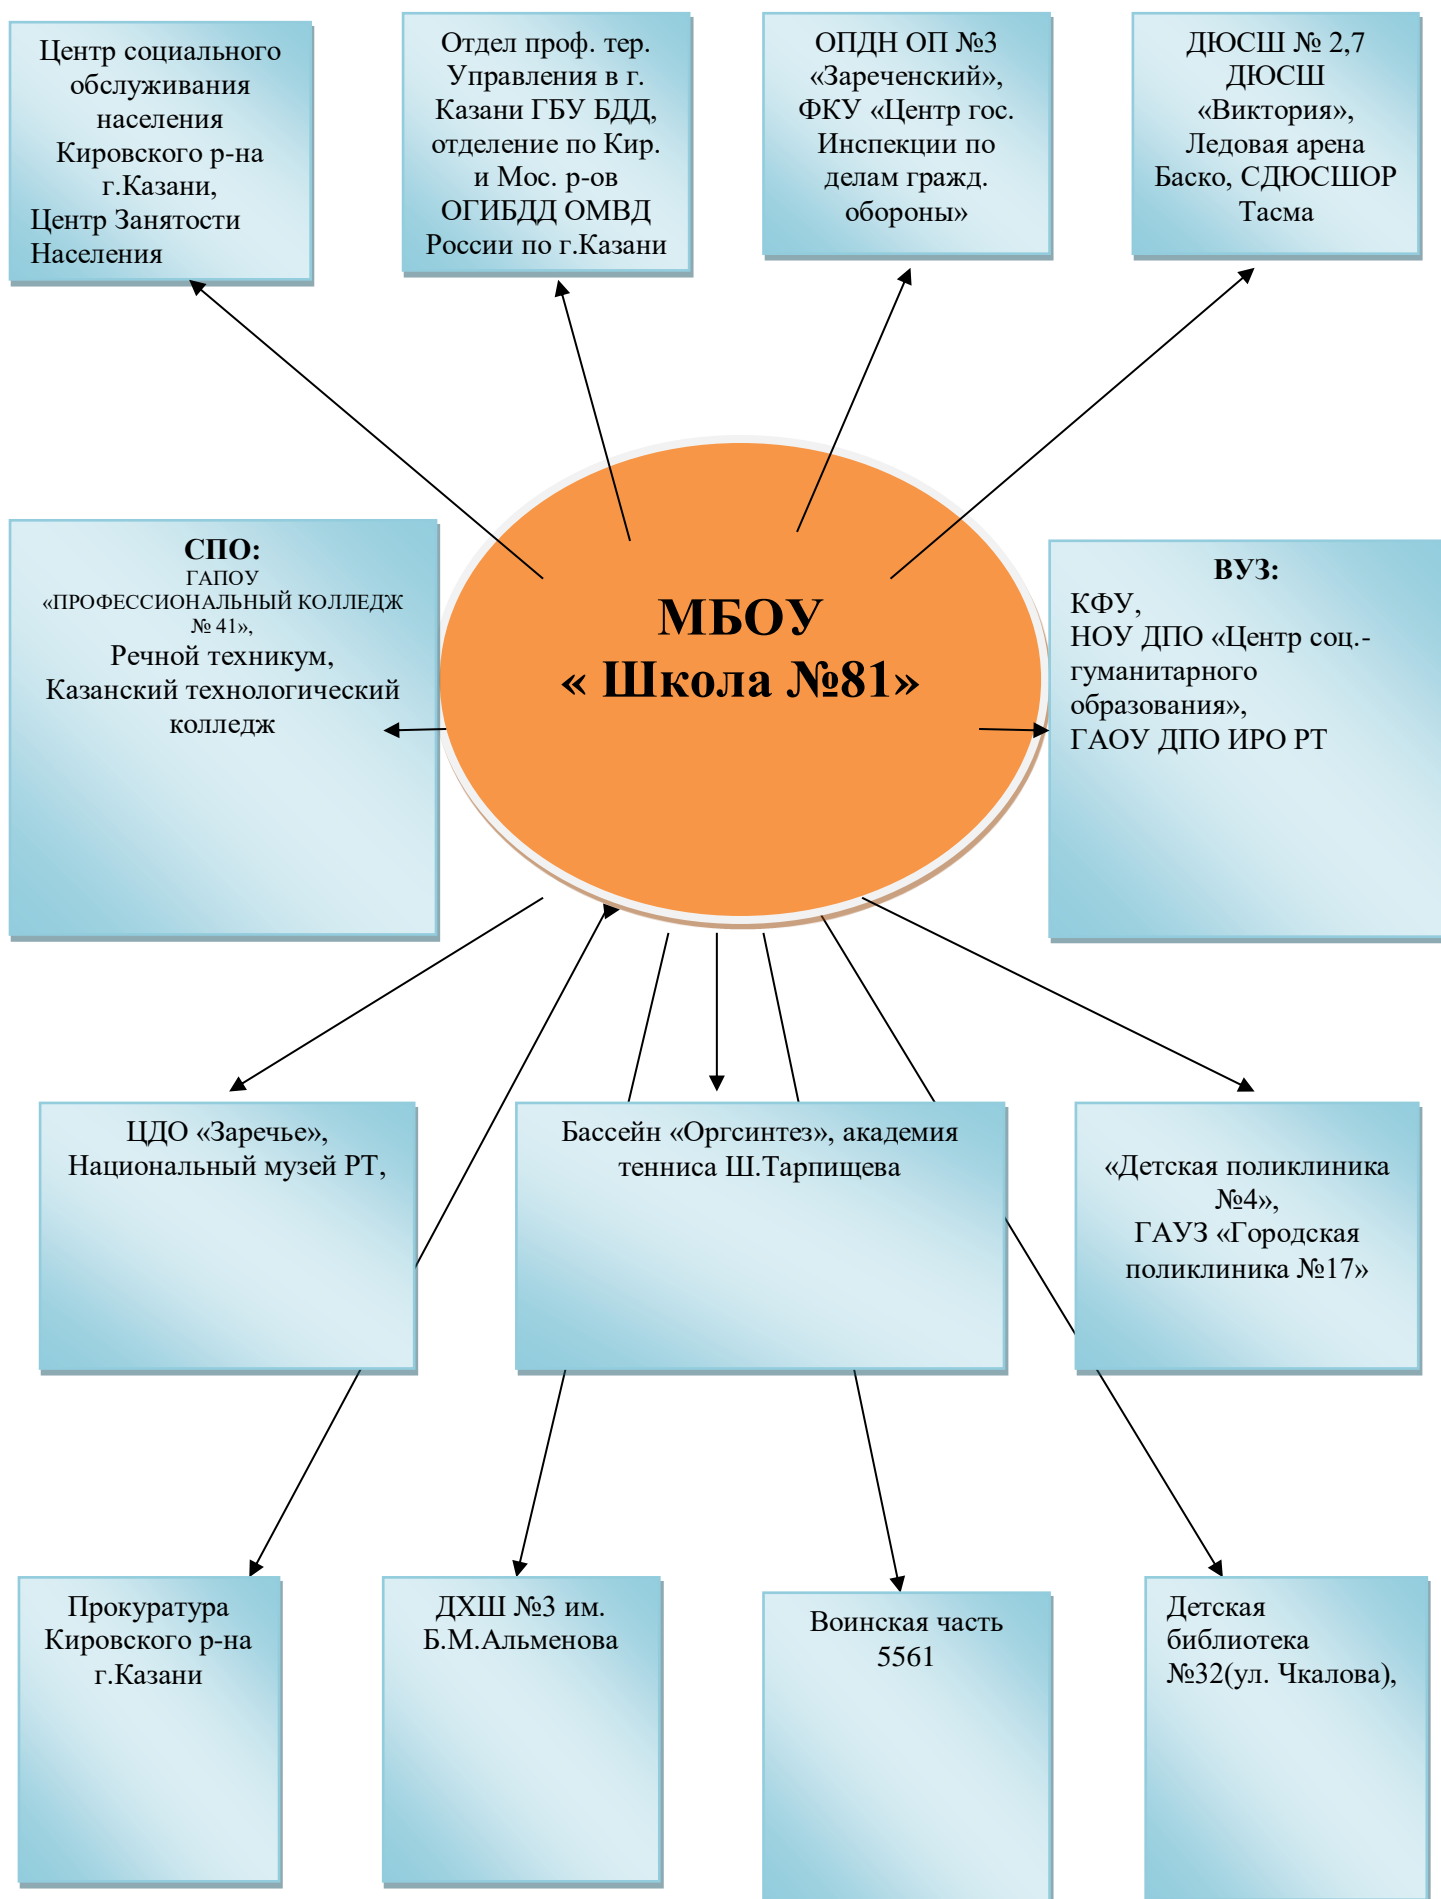 Центр социального
обслуживания
населения
Кировского р-на
г.Казани,
Центр Занятости
Населения
Отдел проф. тер.
Управления в г.
Казани ГБУ БДД,
отделение по Кир.
и Мос. р-ов
ОГИБДД ОМВД
России по г.Казани
ОПДН ОП №3
«Зареченский»,
ФКУ «Центр гос.
Инспекции по
делам гражд.
обороны»
ДЮСШ № 2,7
ДЮСШ
«Виктория»,
Ледовая арена
Баско, СДЮСШОР
Тасма
СПО:
ГАПОУ
«ПРОФЕССИОНАЛЬНЫЙ КОЛЛЕДЖ
№ 41»,
Речной техникум,
Казанский технологический
колледж
МБОУ
« Школа №81»
ВУЗ:
КФУ,
НОУ ДПО «Центр соц.-
гуманитарного
образования»,
ГАОУ ДПО ИРО РТ
ЦДО «Заречье»,
Национальный музей РТ,
Бассейн «Оргсинтез», академия
тенниса Ш.Тарпищева
«Детская поликлиника
№4»,
ГАУЗ «Городская
поликлиника №17»
Прокуратура
Кировского р-на
г.Казани
ДХШ №3 им.
Б.М.Альменова
Воинская часть
5561
Детская
библиотека
№32(ул. Чкалова),